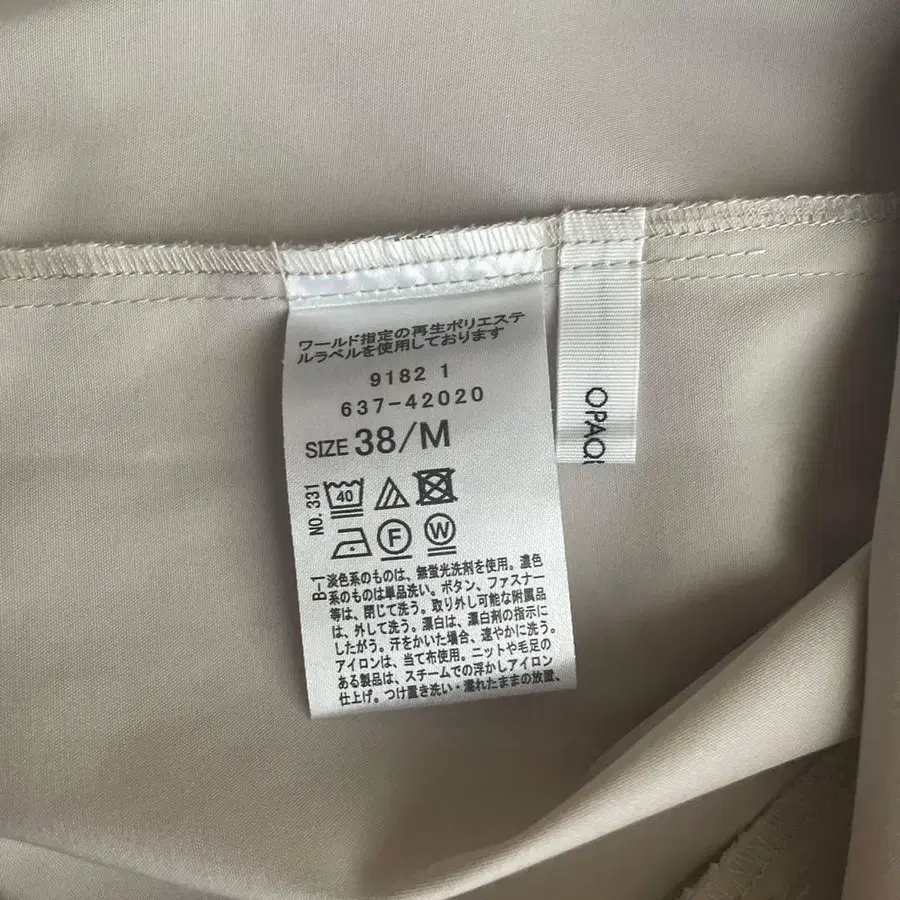 ワールド指定の再生ポリエステ
ルラベルを使用しております
9182 1
637-42020
SIZE 38/M
NO.331
40
F
W
B-1
淡色系のものは、無蛍光洗剤を使用。濃色
系のものは単品洗い。ボタン、ファスナー
等は、閉じて洗う。取り外し可能な附属品
は、外して洗う。漂白は、漂白剤の指示に
したがう。汗をかいた場合、速やかに洗う。
アイロンは、当て布使用。ニットや毛足の
ある製品は、スチームでの浮かしアイロン
仕上げ。つけ置き洗い・濡れたままの放置、
OPAQ